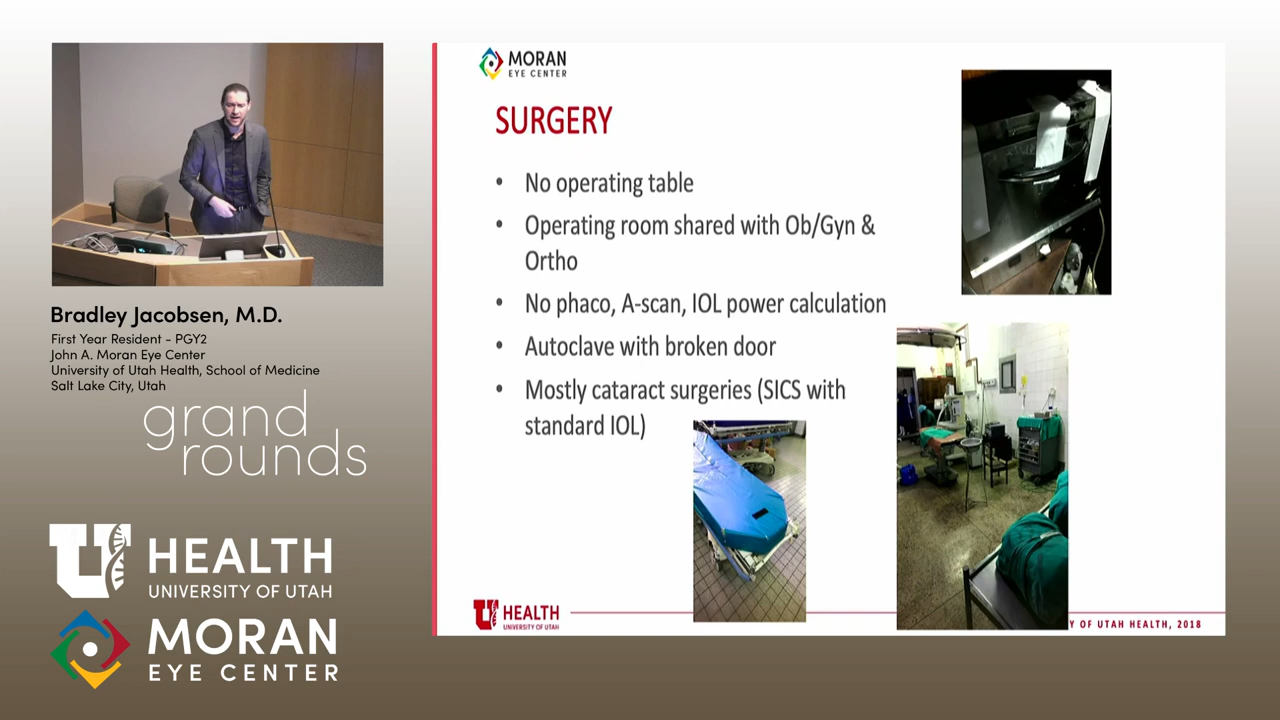 Bradley Jacobsen, M.D.
First Year Resident - PGY2
John A. Moran Eye Center
University of Utah Health, School of Medicine
Salt Lake City, Utah
grand
rounds
U HEALTH
UNIVERSITY OF UTAH
MORAN
EYE CENTER
MORAN
EYE CENTER
SURGERY
• No operating table
• Operating room shared with Ob/Gyn &
Ortho
• No phaco, A-scan, IOL power calculation
• Autoclave with broken door
• Mostly cataract surgeries (SICS with
standard IOL)
U HEALTH
UNIVERSITY OF UTAH
Y OF UTAH HEALTH, 2018